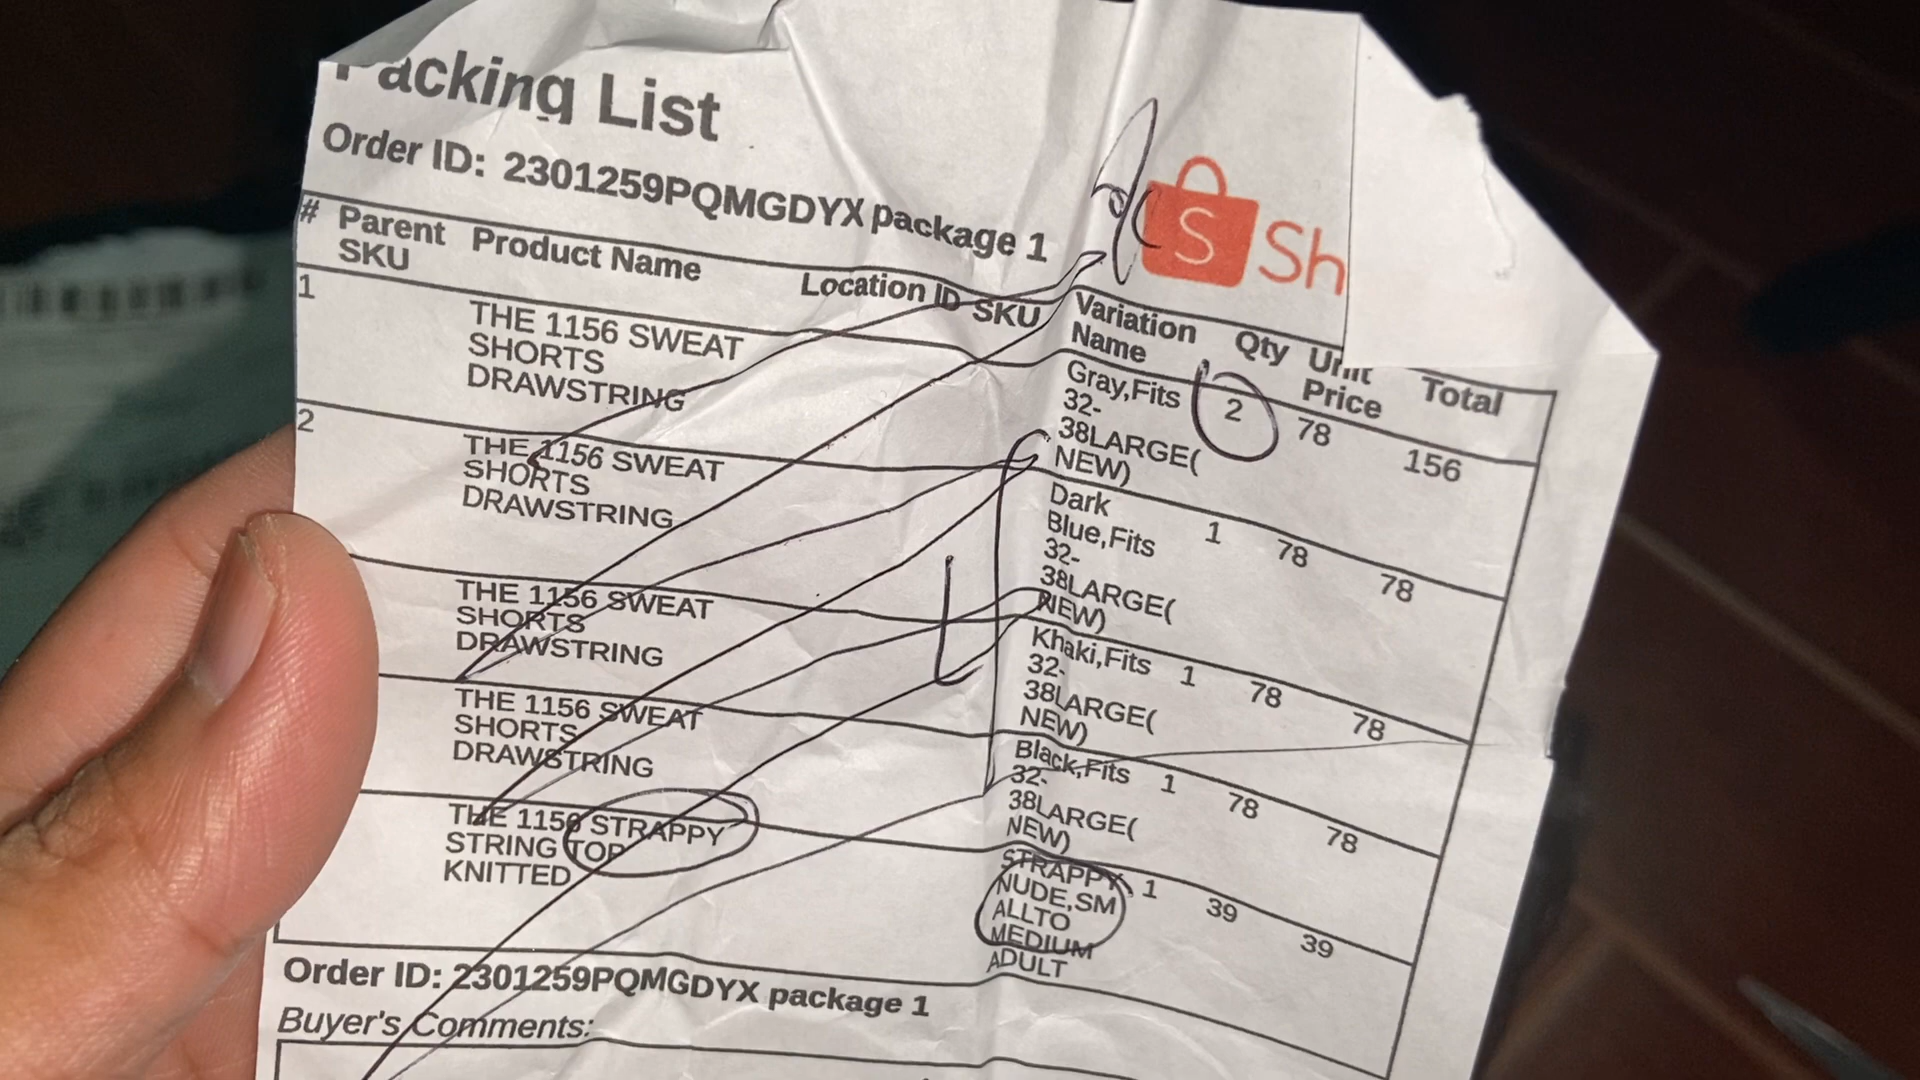 Packing List
Order ID: 2301259PQMGDYX package 1
S Sh
# Parent SKU Product Name Location ID SKU Variation Name Qty Unit Price Total
1
THE 1156 SWEAT
SHORTS
DRAWSTRING
Gray,Fits
32-
38LARGE(
NEW)
2 78 156
2
THE 1156 SWEAT
SHORTS
DRAWSTRING
Dark
Blue,Fits
32-
38LARGE(
NEW)
1 78 78
THE 1156 SWEAT
SHORTS
DRAWSTRING
Khaki,Fits
32-
38LARGE(
NEW)
1 78 78
THE 1156 SWEAT
SHORTS
DRAWSTRING
Black,Fits
32-
38LARGE(
NEW)
1 78 78
THE 1156 STRAPPY
STRING TOP
KNITTED
STRAPPY
NUDE,SM
ALLTO
MEDIUM
ADULT
1 39 39
Order ID: 2301259PQMGDYX package 1
Buyer's Comments: